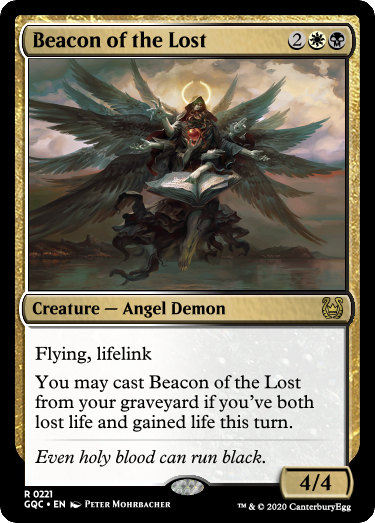 Beacon of the Lost 2
Creature — Angel Demon
Flying, lifelink
You may cast Beacon of the Lost
from your graveyard if you've both
lost life and gained life this turn.
Even holy blood can run black.
4/4
R 0221
GQC • EN Peter Mohrbacher
™ & © 2020 CanterburyEgg